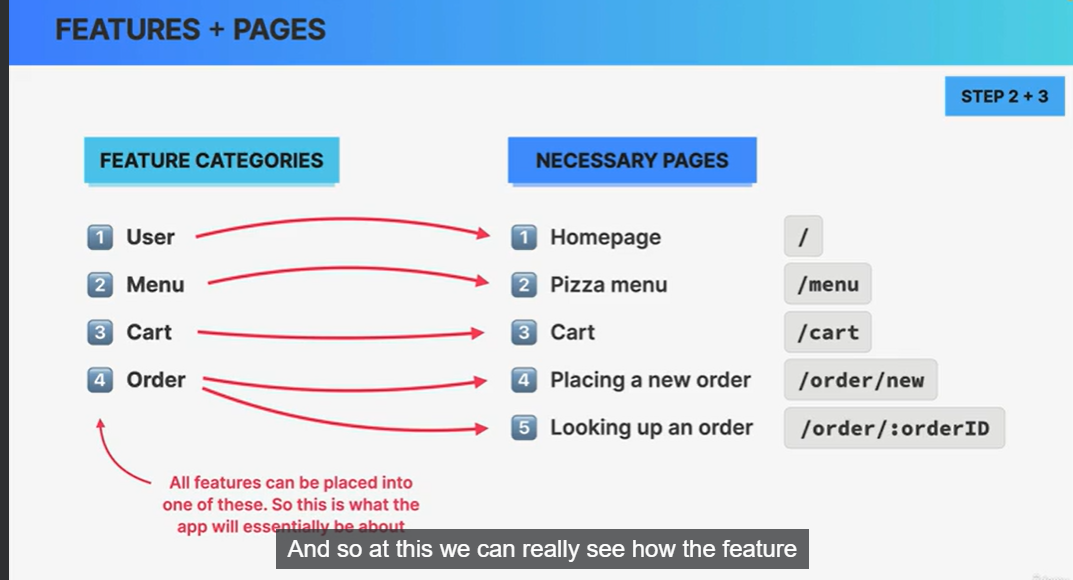 FEATURES + PAGES
STEP 2 + 3
FEATURE CATEGORIES
NECESSARY PAGES
1 User
1 Homepage /
2 Menu
2 Pizza menu /menu
3 Cart
3 Cart /cart
4 Order
4 Placing a new order /order/new
5 Looking up an order /order/:orderID
All features can be placed into
one of these. So this is what the
app will essentially be about
And so at this we can really see how the feature